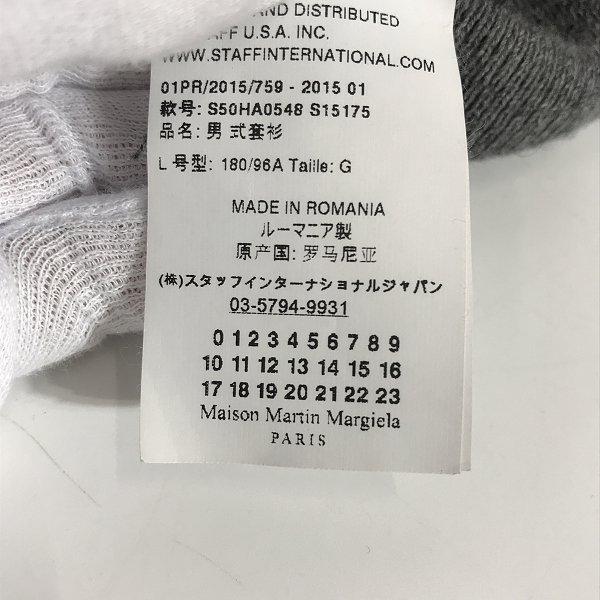 AND DISTRIBUTED
AFF U.S.A. INC.
WWW.STAFFINTERNATIONAL.COM
01PR/2015/759 - 2015 01
款号: S50HA0548 S15175
品名: 男 式套衫
L 号型: 180/96A Taille: G
MADE IN ROMANIA
ルーマニア製
原产国: 罗马尼亚
(株)スタッフインターナショナルジャパン
03-5794-9931
0 1 2 3 4 5 6 7 8 9
10 11 12 13 14 15 16
17 18 19 20 21 22 23
Maison Martin Margiela
PARIS